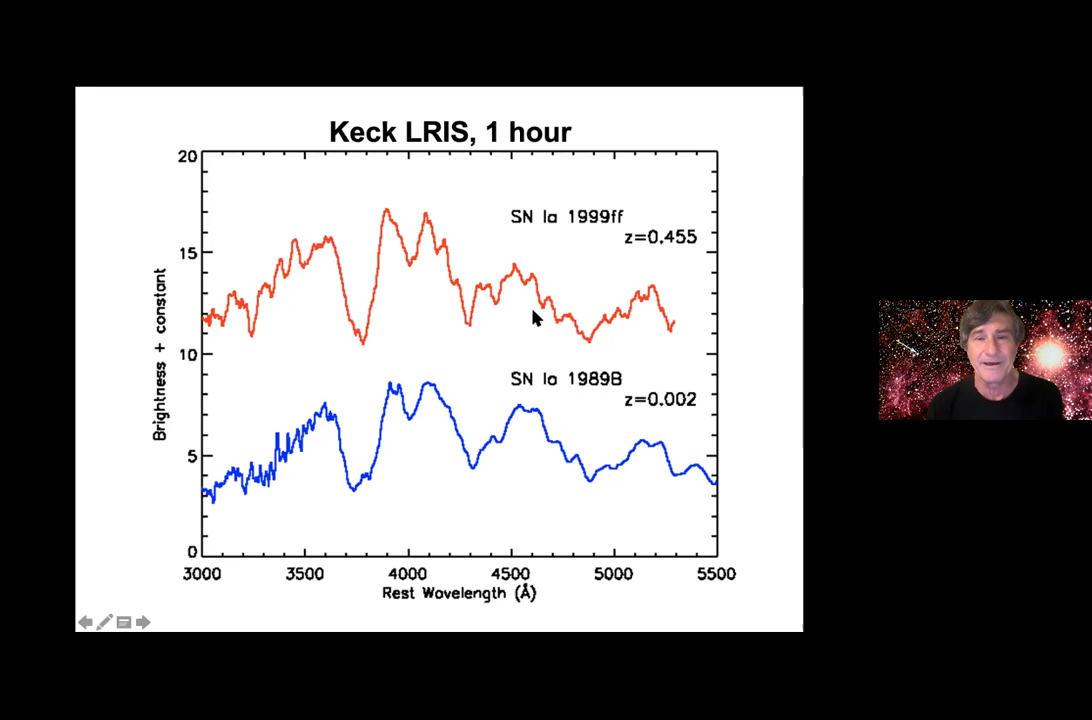 Keck LRIS, 1 hour
20
15
10
5
0
Brightness + constant
SN Ia 1999ff
z=0.455
SN Ia 1989B
z=0.002
3000 3500 4000 4500 5000 5500
Rest Wavelength (Å)